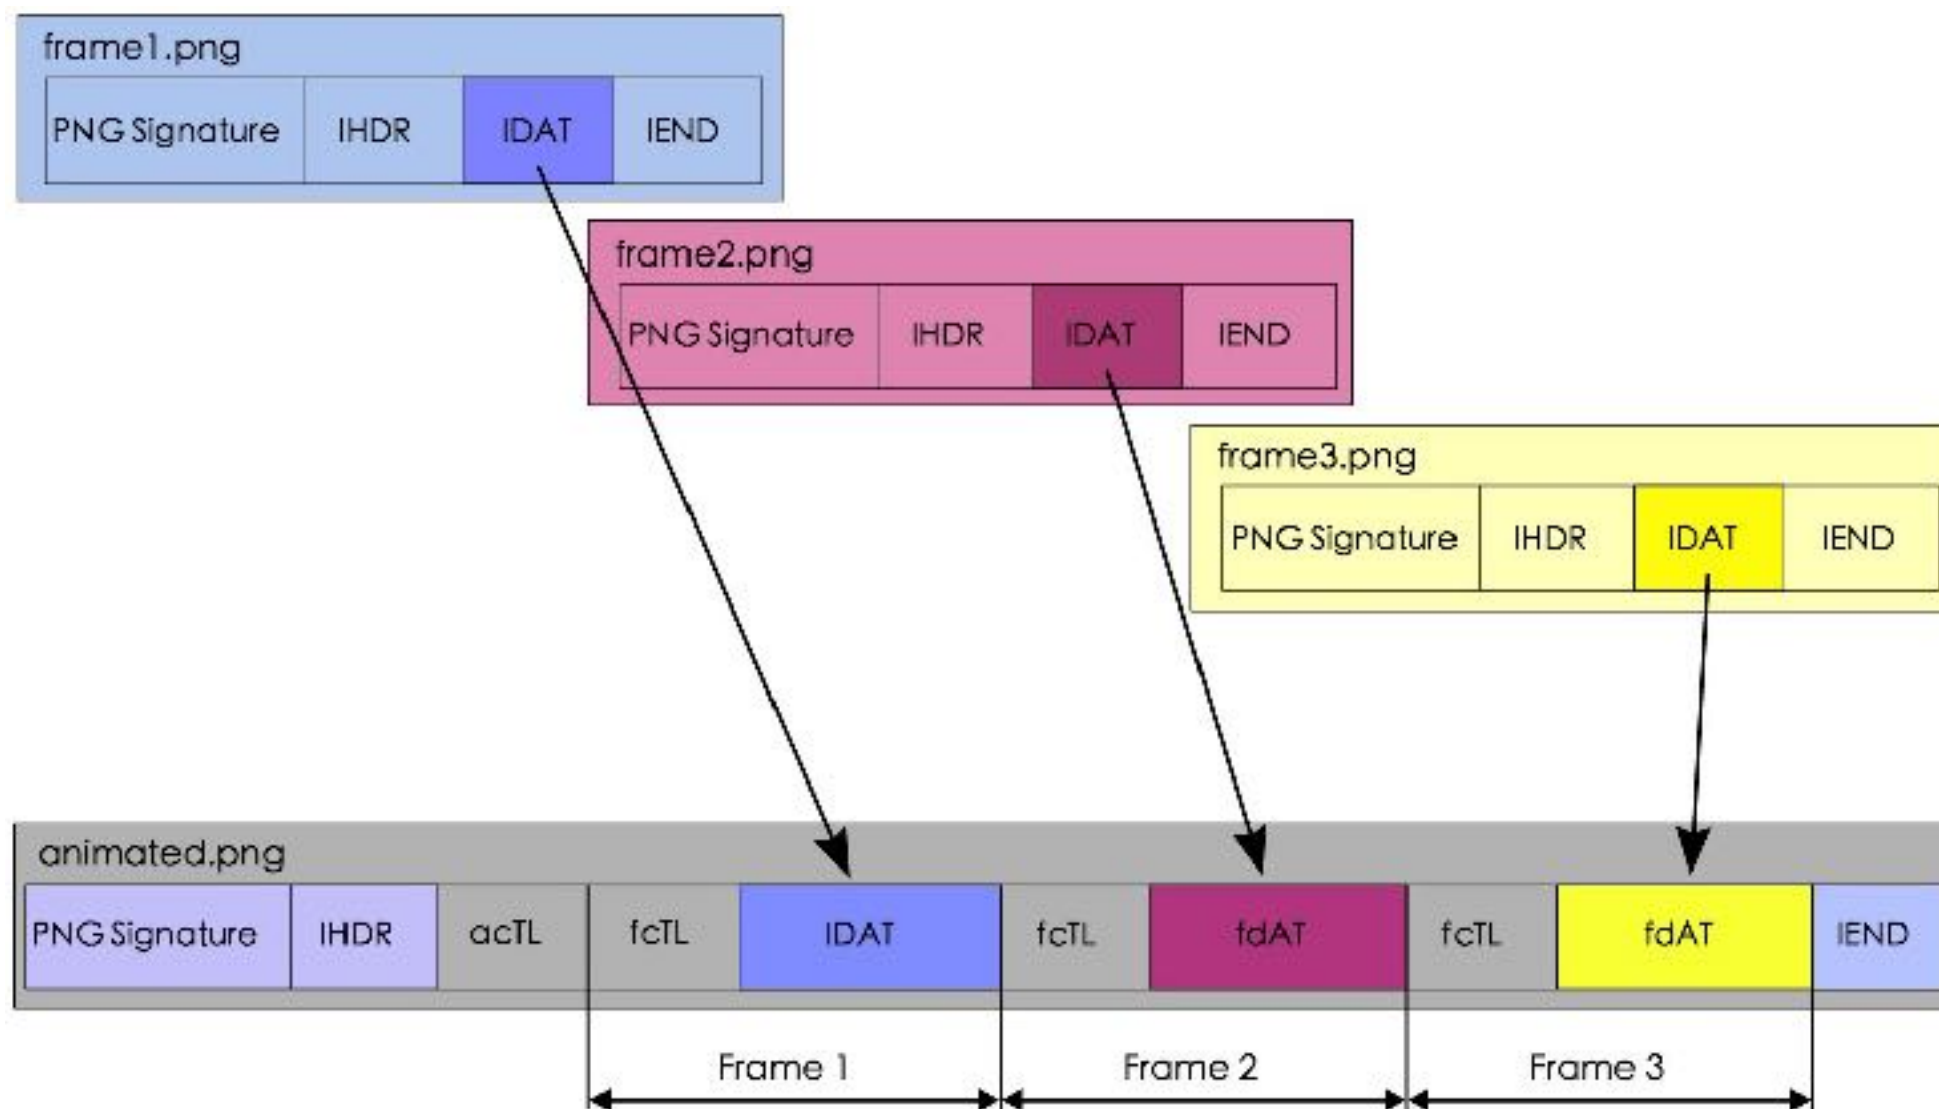 frame1.png
PNG Signature IHDR IDAT IEND
frame2.png
PNG Signature IHDR IDAT IEND
frame3.png
PNG Signature IHDR IDAT IEND
animated.png
PNG Signature IHDR acTL fcTL IDAT fcTL fdAT fcTL fdAT IEND
Frame 1 Frame 2 Frame 3